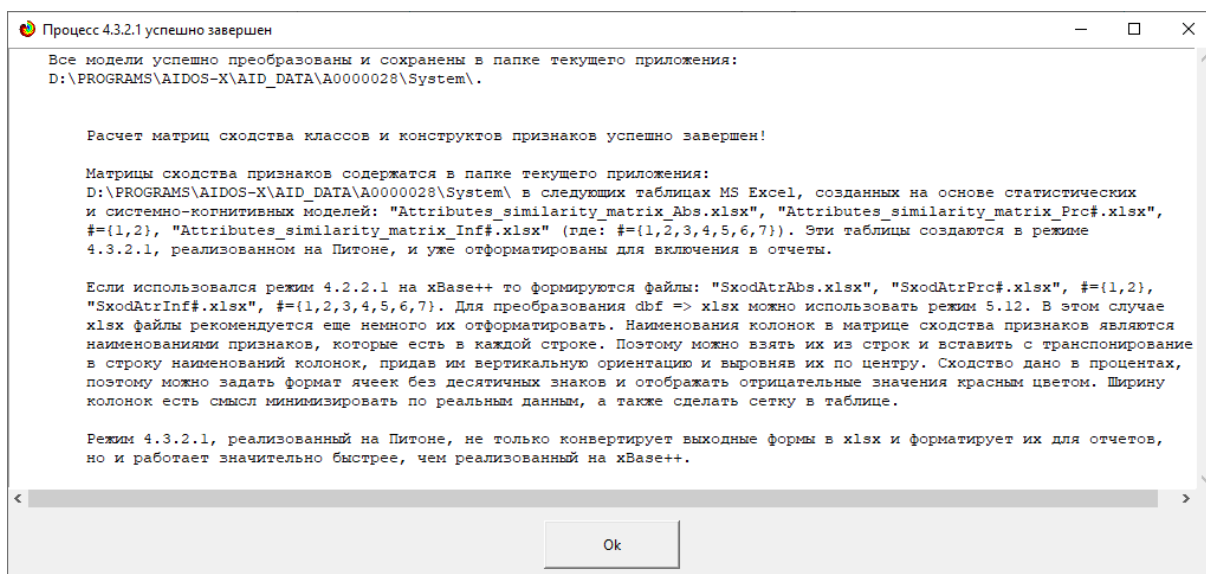 Процесс 4.3.2.1 успешно завершен
Все модели успешно преобразованы и сохранены в папке текущего приложения:
D:\PROGRAMS\AIDOS-X\AID_DATA\A0000028\System\.
Расчет матриц сходства классов и конструктов признаков успешно завершен!
Матрицы сходства признаков содержатся в папке текущего приложения:
D:\PROGRAMS\AIDOS-X\AID_DATA\A0000028\System\ в следующих таблицах MS Excel, созданных на основе статистических
и системно-когнитивных моделей: "Attributes_similarity_matrix_Abs.xlsx", "Attributes_similarity_matrix_Prc#.xlsx",
#={1,2}, "Attributes_similarity_matrix_Inf#.xlsx" (где: #={1,2,3,4,5,6,7}). Эти таблицы создаются в режиме
4.3.2.1, реализованном на Питоне, и уже отформатированы для включения в отчеты.
Если использовался режим 4.2.2.1 на xBase++ то формируются файлы: "SxodAtrAbs.xlsx", "SxodAtrPrc#.xlsx", #={1,2},
"SxodAtrInf#.xlsx", #={1,2,3,4,5,6,7}. Для преобразования dbf => xlsx можно использовать режим 5.12. В этом случае
xlsx файлы рекомендуется еще немного их отформатировать. Наименования колонок в матрице сходства признаков являются
наименованиями признаков, которые есть в каждой строке. Поэтому можно взять их из строк и вставить с транспонирование
в строку наименований колонок, придав им вертикальную ориентацию и выровняв их по центру. Сходство дано в процентах,
поэтому можно задать формат ячеек без десятичных знаков и отображать отрицательные значения красным цветом. Ширину
колонок есть смысл минимизировать по реальным данным, а также сделать сетку в таблице.
Режим 4.3.2.1, реализованный на Питоне, не только конвертирует выходные формы в xlsx и форматирует их для отчетов,
но и работает значительно быстрее, чем реализованный на xBase++.
Ok